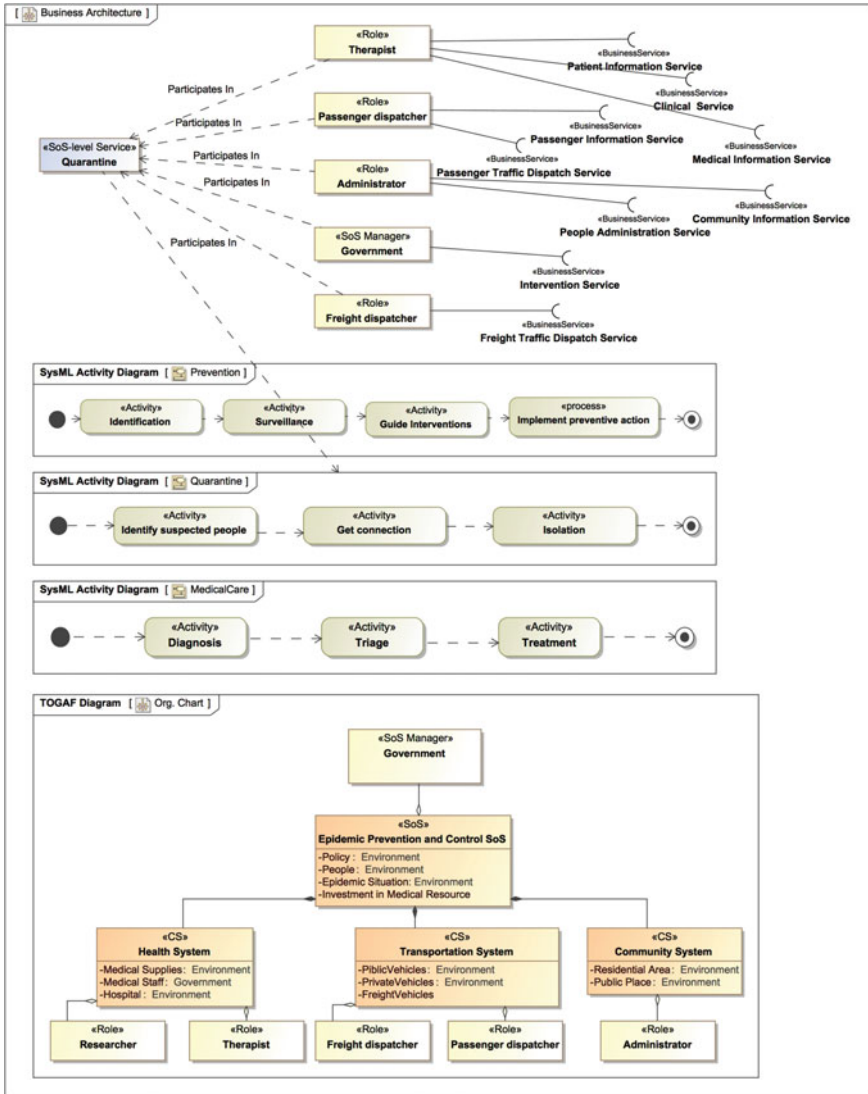 [ Business Architecture ]
«Role»
Therapist
«BusinessService»
Patient Information Service
«BusinessService»
Clinical Service
Participates In
«Role»
Passenger dispatcher
«BusinessService»
Passenger Information Service
«BusinessService»
Medical Information Service
Participates In
«SoS-level Service»
Quarantine
«BusinessService»
Passenger Traffic Dispatch Service
Participates In
«Role»
Administrator
Participates In
«BusinessService»
Community Information Service
«BusinessService»
People Administration Service
«SoS Manager»
Government
Participates In
«BusinessService»
Intervention Service
«Role»
Freight dispatcher
«BusinessService»
Freight Traffic Dispatch Service
SysML Activity Diagram [ Prevention ]
«Activity»
Identification
«Activity»
Surveillance
«Activity»
Guide Interventions
«process»
Implement preventive action
SysML Activity Diagram [ Quarantine ]
«Activity»
Identify suspected people
«Activity»
Get connection
«Activity»
Isolation
SysML Activity Diagram [ MedicalCare ]
«Activity»
Diagnosis
«Activity»
Triage
«Activity»
Treatment
TOGAF Diagram [ Org. Chart ]
«SoS Manager»
Government
«SoS»
Epidemic Prevention and Control SoS
-Policy : Environment
-People : Environment
-Epidemic Situation: Environment
-Investment in Medical Resource
«CS»
Health System
-Medical Supplies: Environment
-Medical Staff: Government
-Hospital : Environment
«CS»
Transportation System
-PiblicVehicles: Environment
-PrivateVehicles : Environment
-FreightVehicles
«CS»
Community System
-Residential Area : Environment
-Public Place : Environment
«Role»
Researcher
«Role»
Therapist
«Role»
Freight dispatcher
«Role»
Passenger dispatcher
«Role»
Administrator